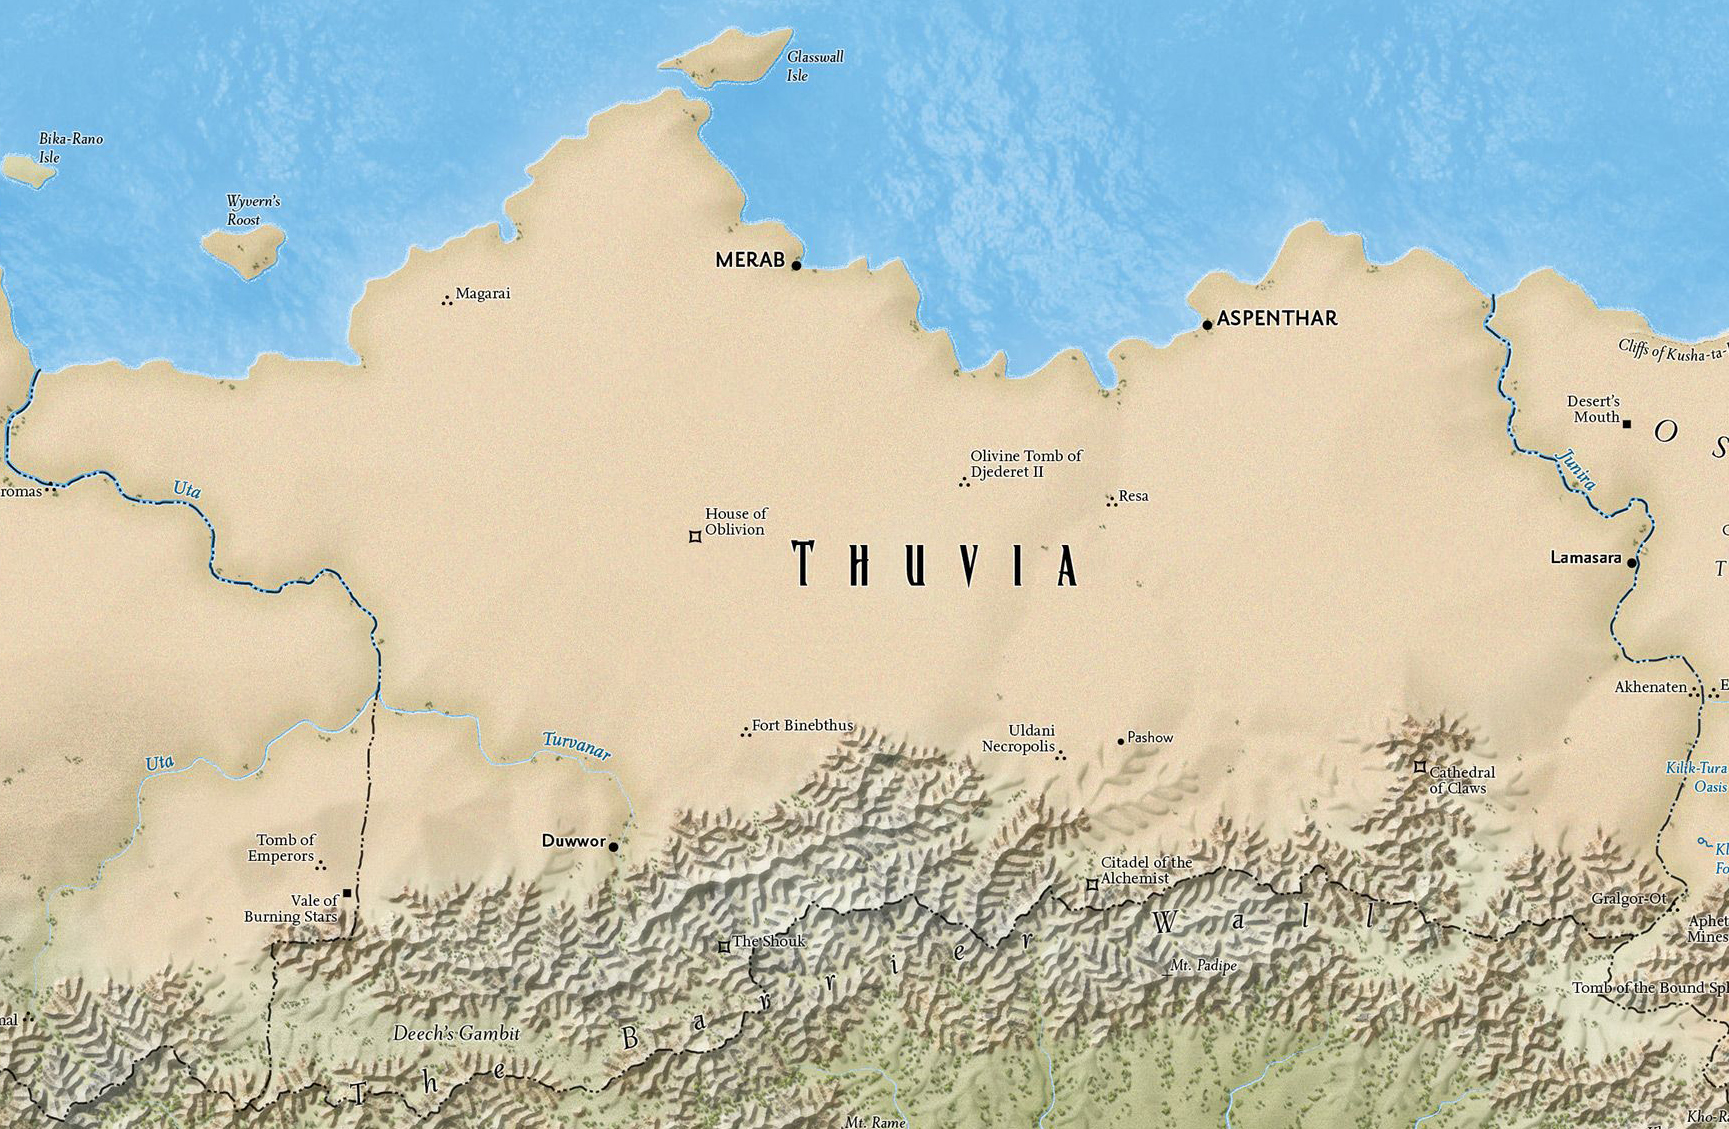 Glasswall
Isle
Bika-Rano
Isle
Wyvern's
Roost
MERAB
Magarai
ASPENTHAR
Cliffs of Kusha-ta-
Desert's
Mouth
O S
Olivine Tomb of
Djederet II
Junira
romas
Uta
Resa
House of
Oblivion
THUVIA
Lamasara
T
Akhenaten
E
Fort Binebthus
Uldani
Necropolis
Pashow
Turvanar
Uta
Cathedral
of Claws
Kilik-Tura
Oasis
Tomb of
Emperors
Duwwor
Kl
Fo
Citadel of the
Alchemist
Vale of
Burning Stars
Gralgor-Ot
Aphet
Mines
The Shouk
Mt. Padipe
Tomb of the Bound Sph
nal
Deech's Gambit
The Barrier Wall
Mt. Rame
Kho-R